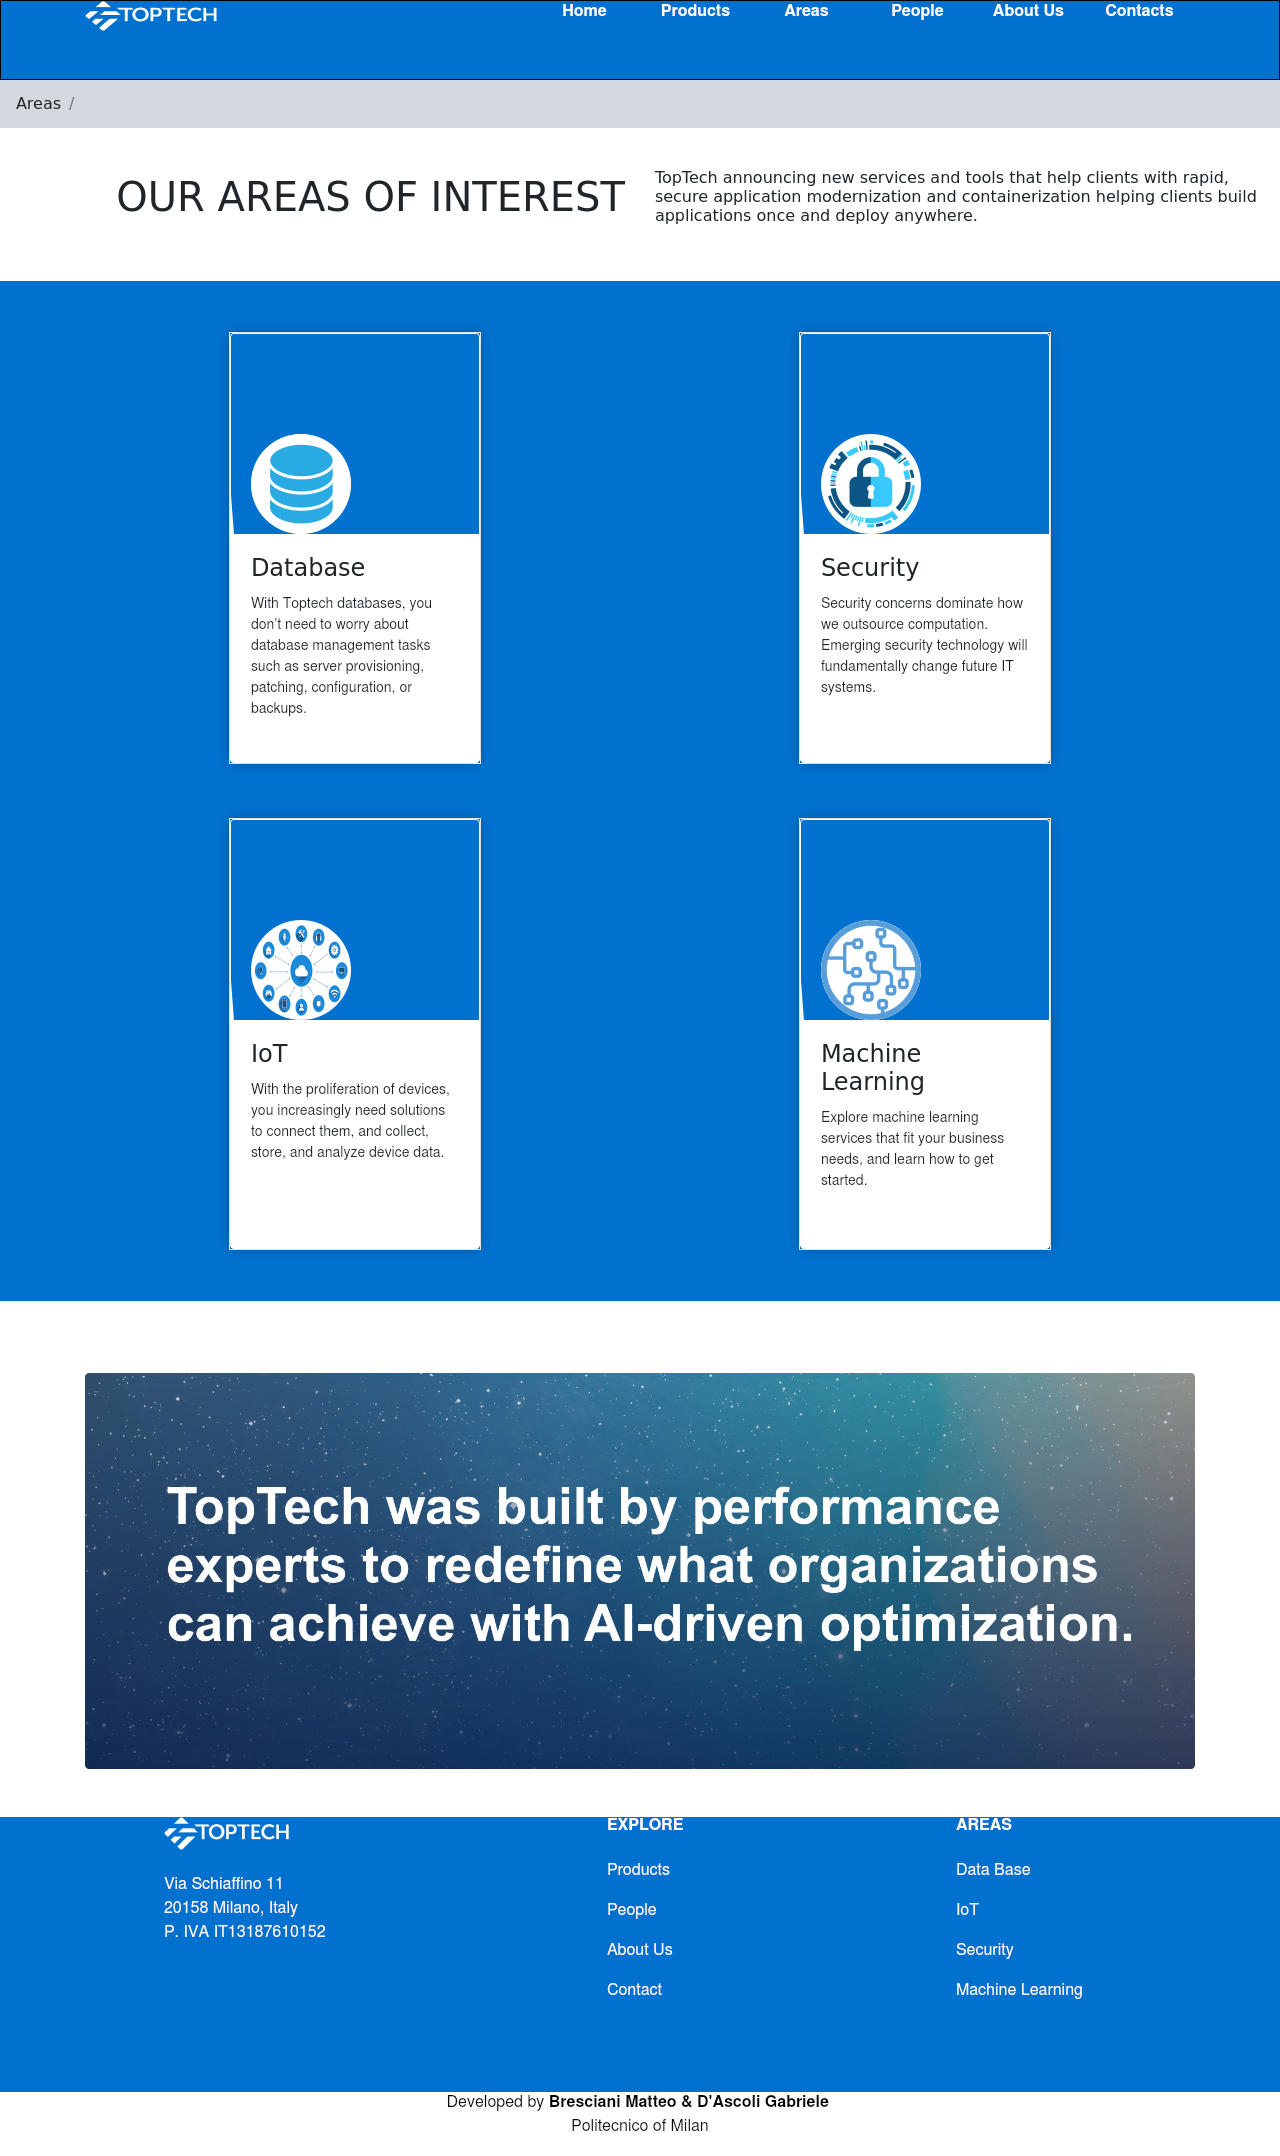 TOPTECH
Home Products Areas People About Us Contacts
Areas /
OUR AREAS OF INTEREST
TopTech announcing new services and tools that help clients with rapid,
secure application modernization and containerization helping clients build
applications once and deploy anywhere.
Database
With Toptech databases, you
don't need to worry about
database management tasks
such as server provisioning,
patching, configuration, or
backups.
Security
Security concerns dominate how
we outsource computation.
Emerging security technology will
fundamentally change future IT
systems.
IoT
With the proliferation of devices,
you increasingly need solutions
to connect them, and collect,
store, and analyze device data.
Machine
Learning
Explore machine learning
services that fit your business
needs, and learn how to get
started.
TopTech was built by performance
experts to redefine what organizations
can achieve with AI-driven optimization.
TOPTECH
Via Schiaffino 11
20158 Milano, Italy
P. IVA IT13187610152
EXPLORE
Products
People
About Us
Contact
AREAS
Data Base
IoT
Security
Machine Learning
Developed by Bresciani Matteo & D'Ascoli Gabriele
Politecnico of Milan